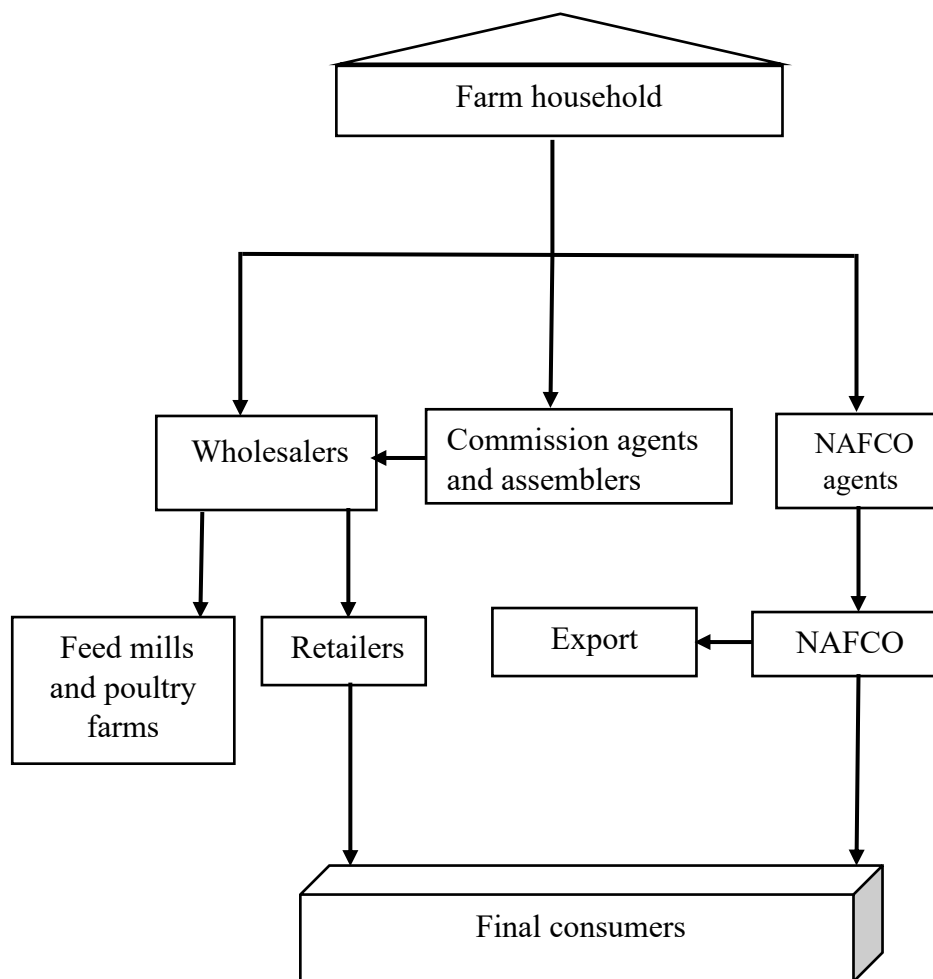 Farm household
Wholesalers
Commission agents
and assemblers
NAFCO
agents
Feed mills
and poultry
farms
Retailers
Export
NAFCO
Final consumers